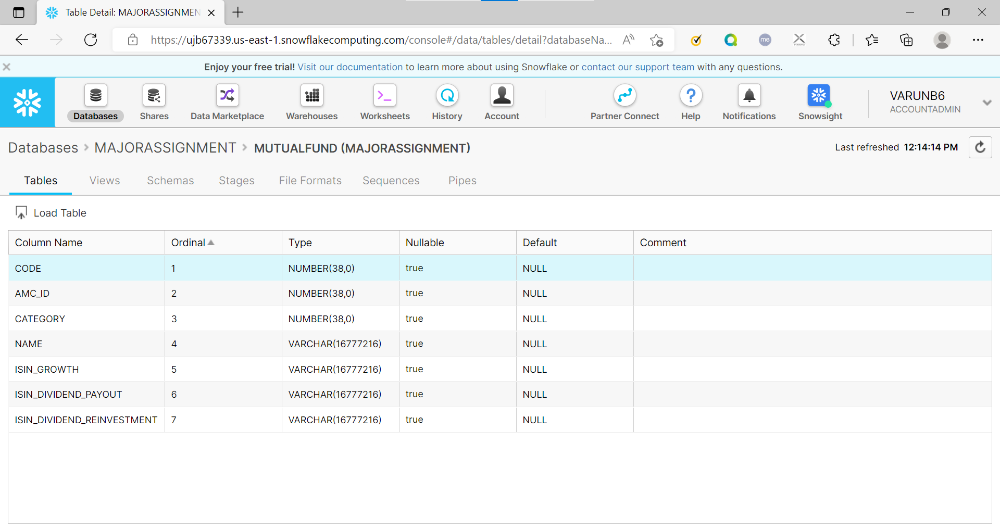 Table Detail: MAJORASSIGNMEN
https://ujb67339.us-east-1.snowflakecomputing.com/console#/data/tables/detail?databaseNa...
me
Enjoy your free trial! Visit our documentation to learn more about using Snowflake or contact our support team with any questions.
Databases Shares Data Marketplace Warehouses Worksheets History Account Partner Connect Help Notifications Snowsight
VARUNB6
ACCOUNTADMIN
Databases > MAJORASSIGNMENT > MUTUALFUND (MAJORASSIGNMENT)
Last refreshed 12:14:14 PM
Tables Views Schemas Stages File Formats Sequences Pipes
Load Table
Column Name Ordinal Type Nullable Default Comment
CODE 1 NUMBER(38,0) true NULL
AMC_ID 2 NUMBER(38,0) true NULL
CATEGORY 3 NUMBER(38,0) true NULL
NAME 4 VARCHAR(16777216) true NULL
ISIN_GROWTH 5 VARCHAR(16777216) true NULL
ISIN_DIVIDEND_PAYOUT 6 VARCHAR(16777216) true NULL
ISIN_DIVIDEND_REINVESTMENT 7 VARCHAR(16777216) true NULL